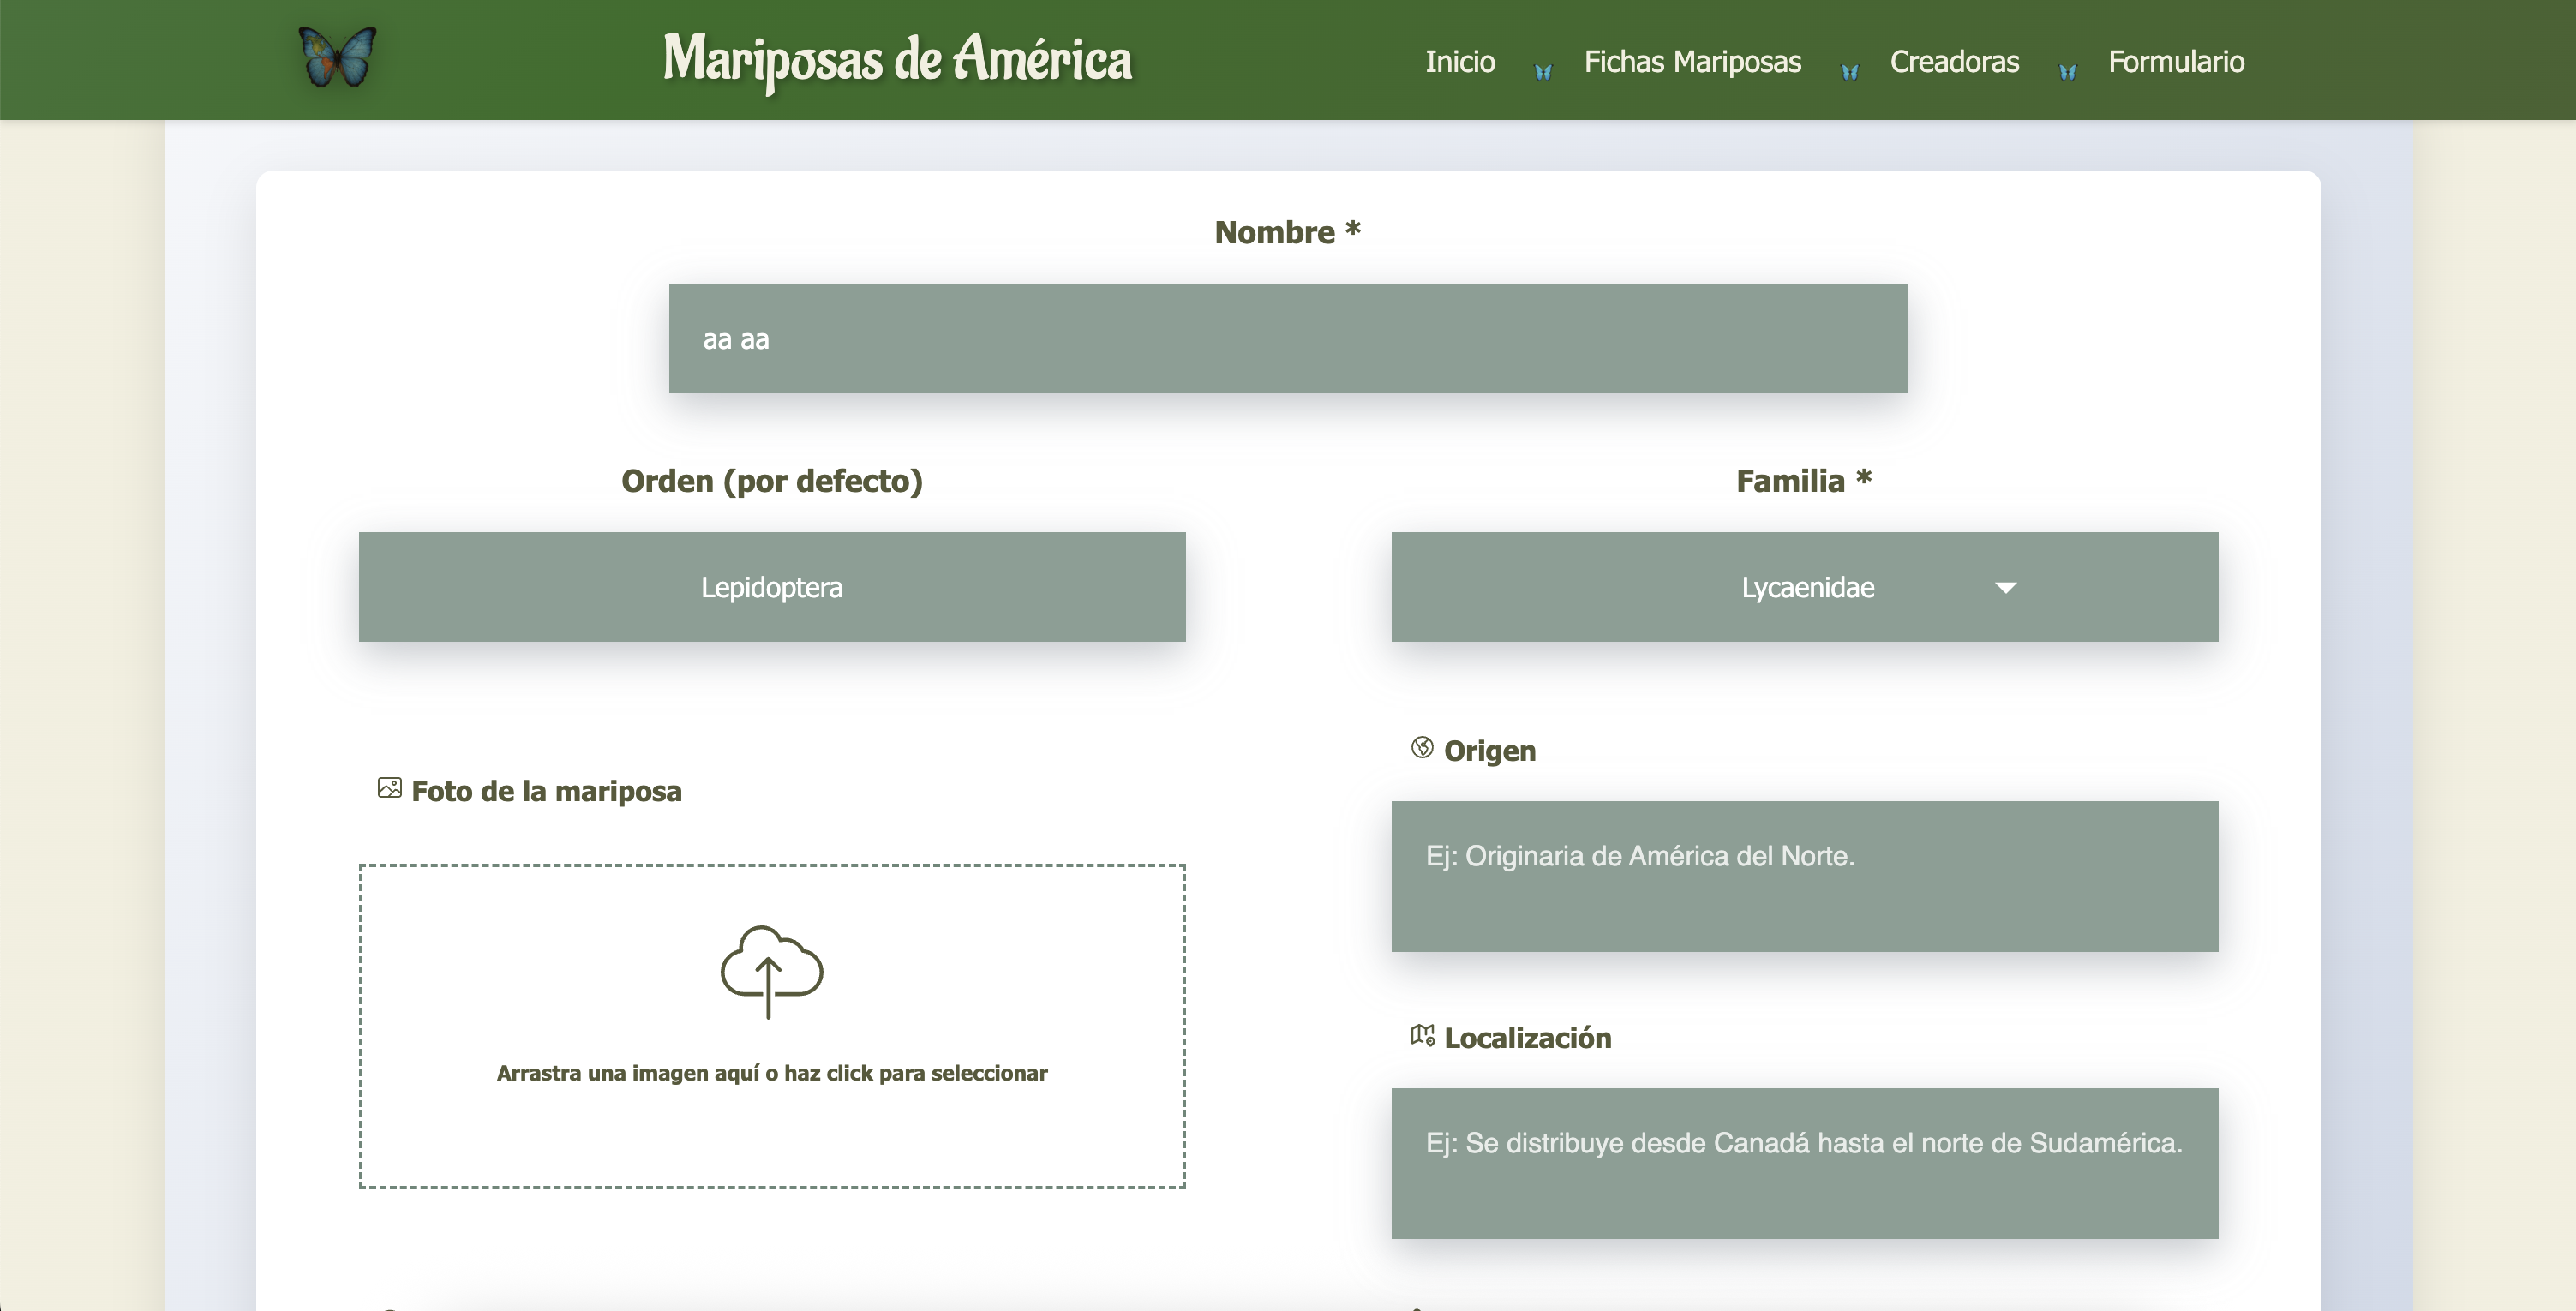 Mariposas de América
Inicio
Fichas Mariposas
Creadoras
Formulario
Nombre *
aa aa
Orden (por defecto)
Familia *
Lepidoptera
Lycaenidae
Foto de la mariposa
Arrastra una imagen aquí o haz click para seleccionar
Origen
Ej: Originaria de América del Norte.
Localización
Ej: Se distribuye desde Canadá hasta el norte de Sudamérica.